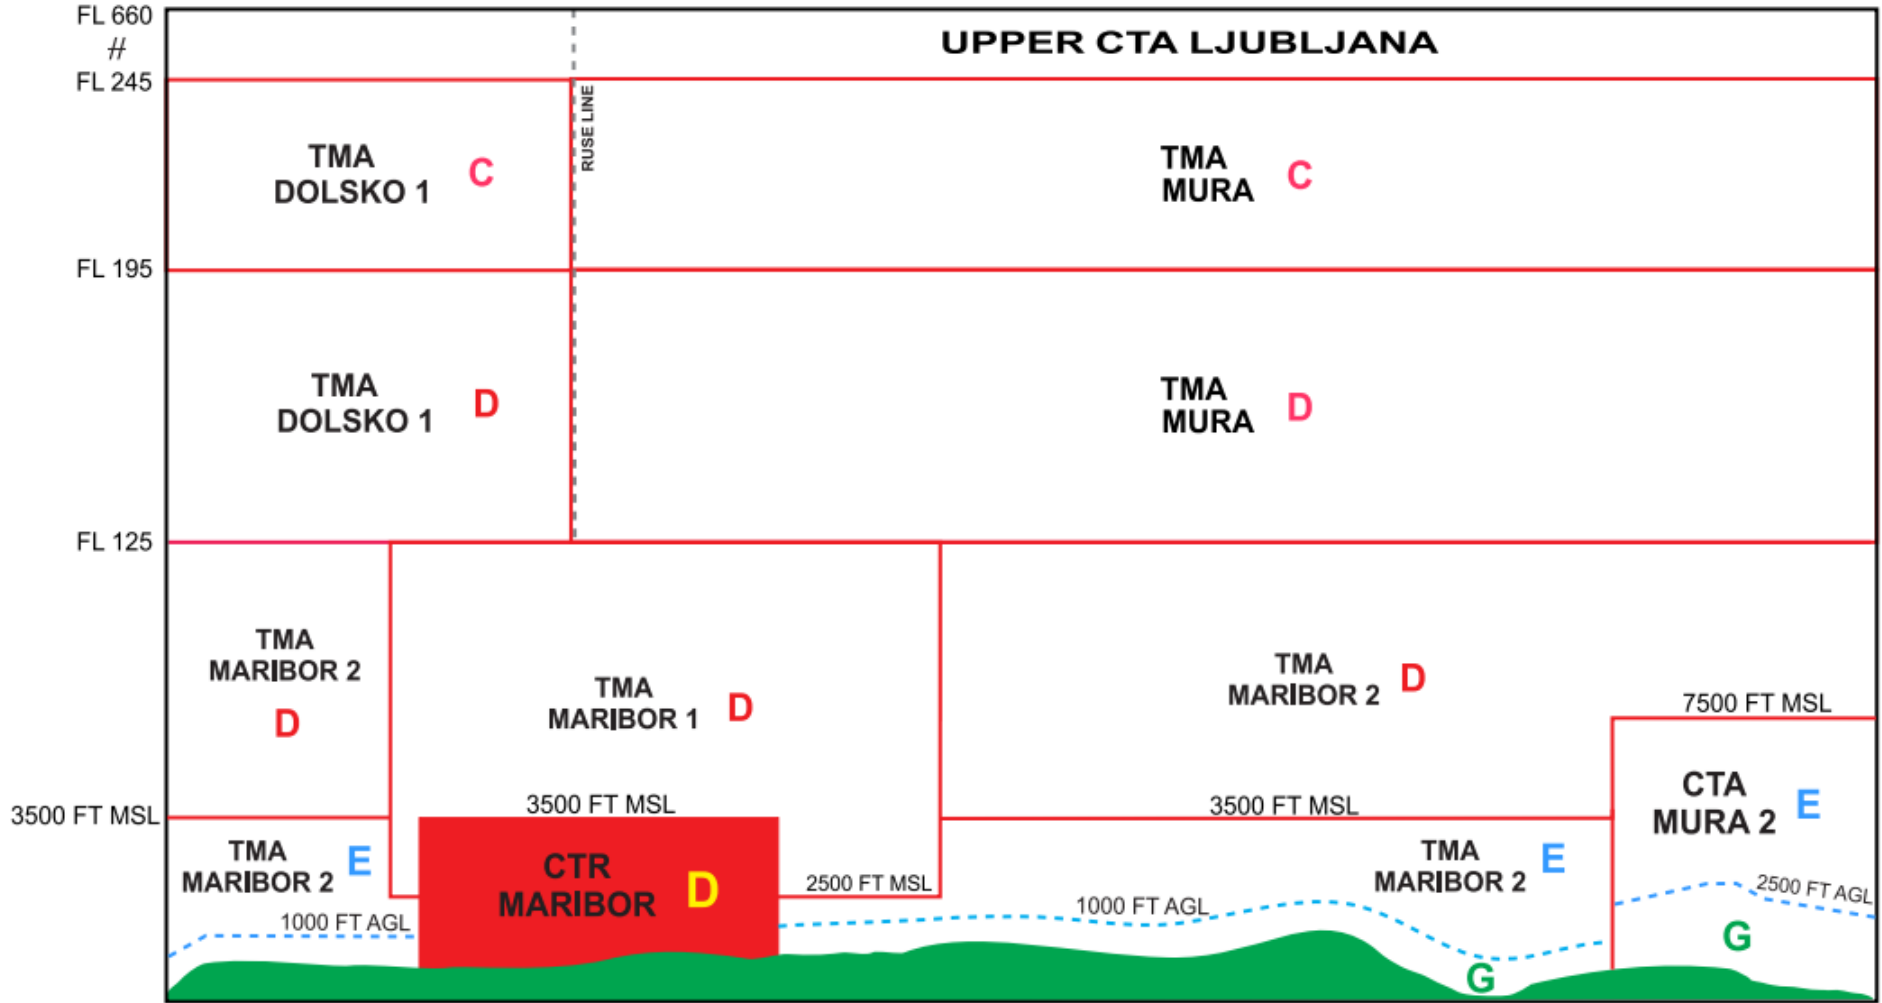 FL 660
#
UPPER CTA LJUBLJANA
FL 245
RUSE LINE
TMA
DOLSKO 1
C
TMA
MURA
C
FL 195
TMA
DOLSKO 1
D
TMA
MURA
D
FL 125
TMA
MARIBOR 2
D
TMA
MARIBOR 1
D
TMA
MARIBOR 2
D
7500 FT MSL
CTA
MURA 2
E
3500 FT MSL
3500 FT MSL
3500 FT MSL
TMA
MARIBOR 2
E
CTR
MARIBOR
D
2500 FT MSL
TMA
MARIBOR 2
E
2500 FT AGL
1000 FT AGL
1000 FT AGL
G
G